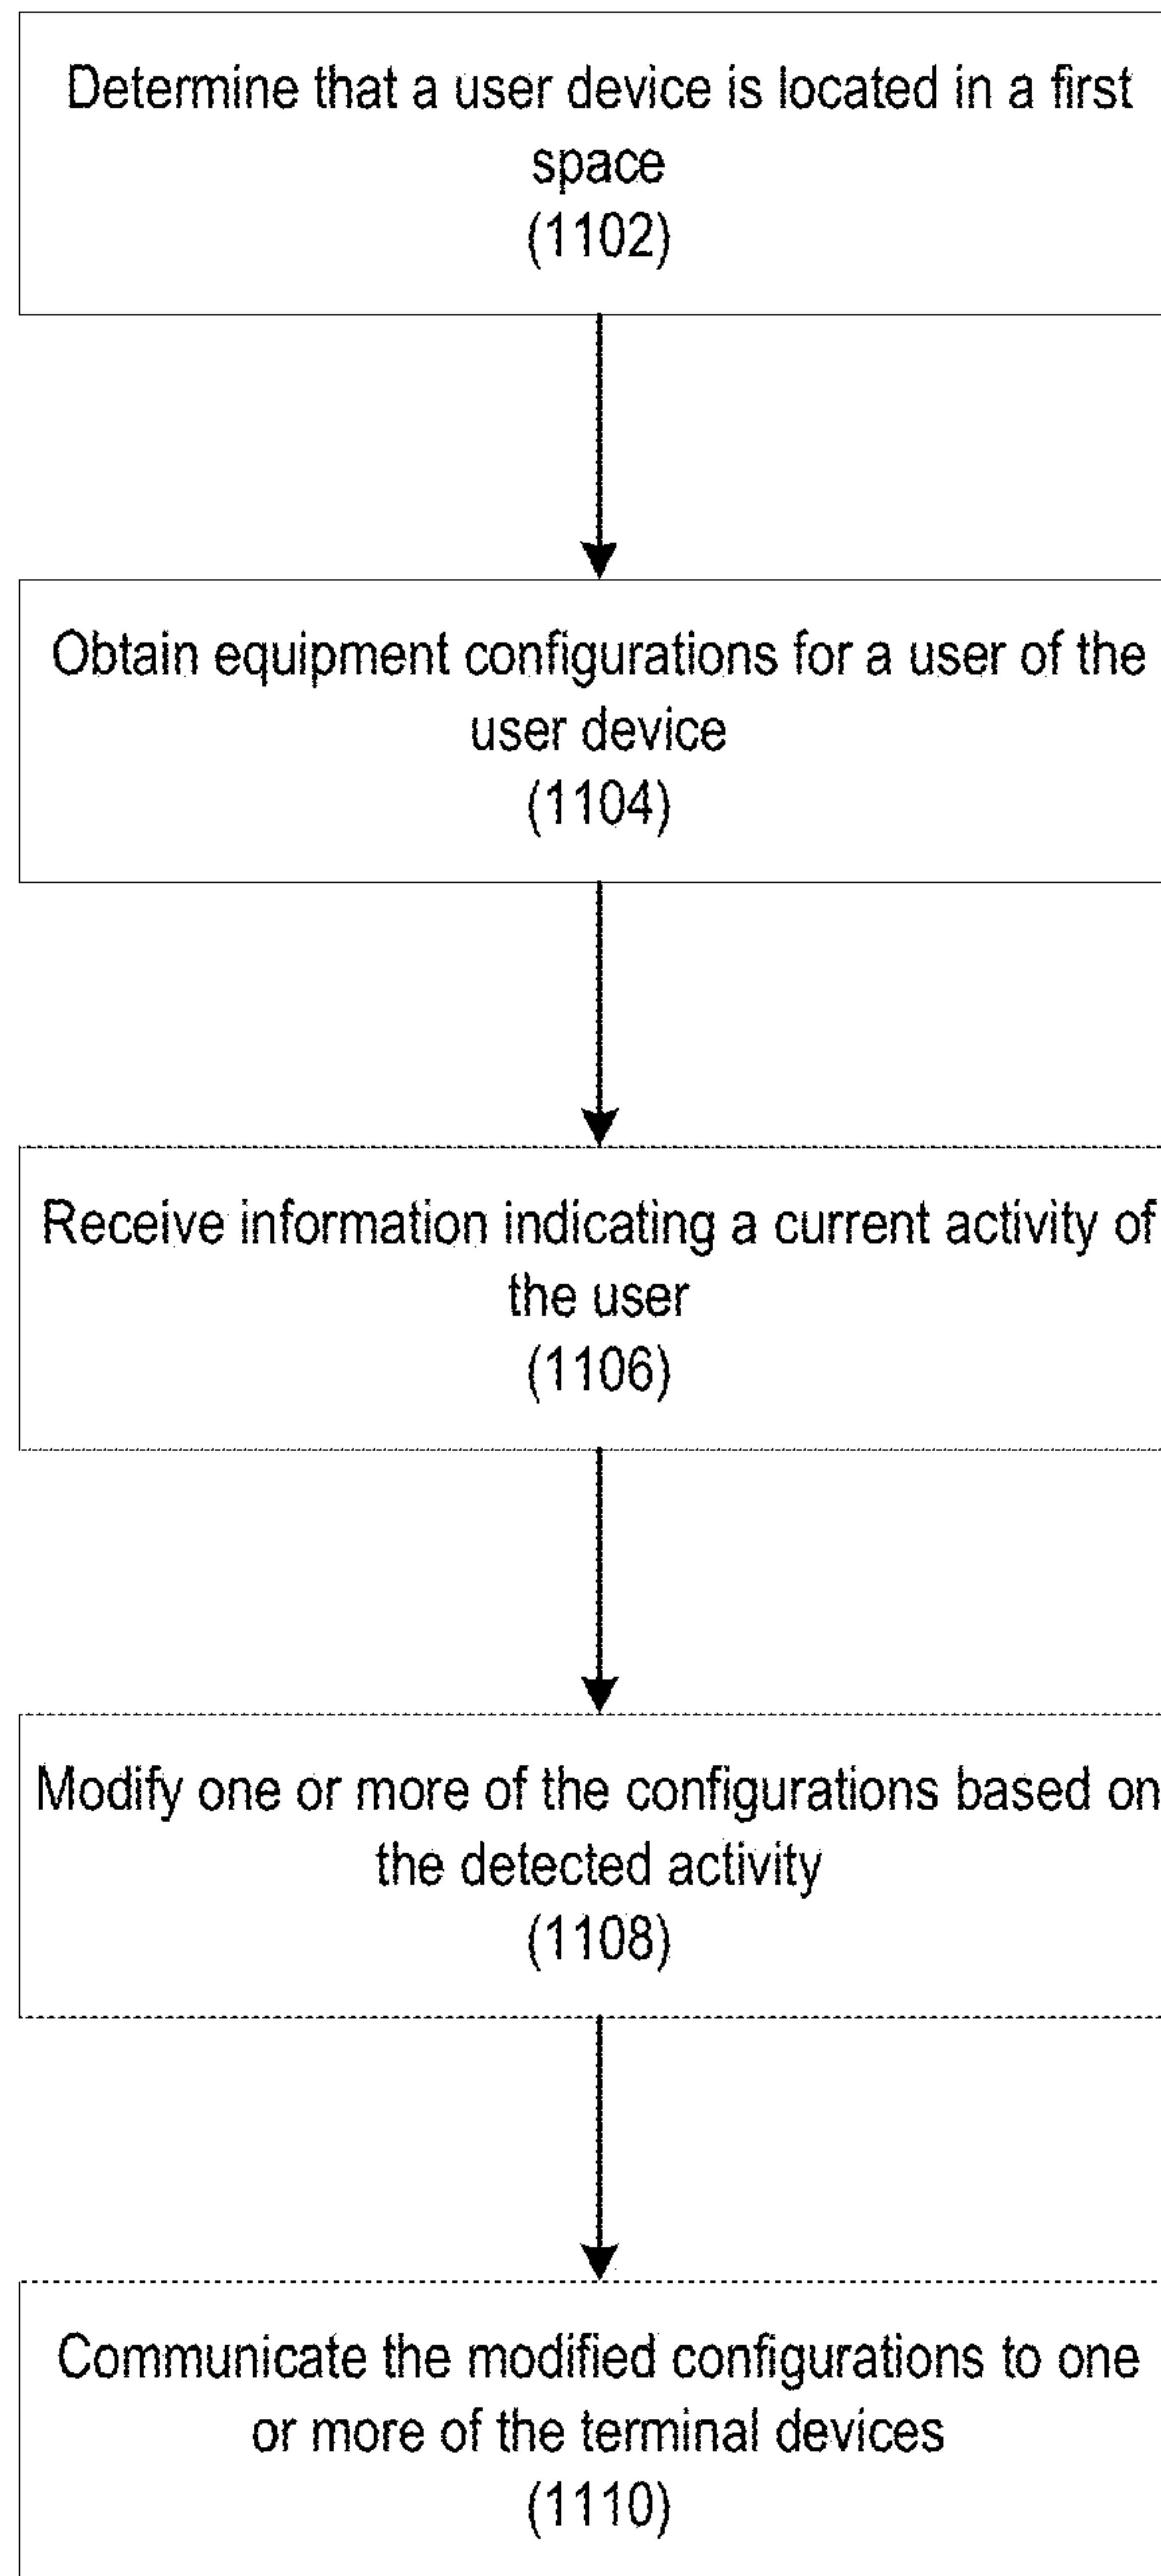 Determine that a user device is located in a first
space
(1102)
Obtain equipment configurations for a user of the
user device
(1104)
Receive information indicating a current activity of
the user
(1106)
Modify one or more of the configurations based on
the detected activity
(1108)
Communicate the modified configurations to one
or more of the terminal devices
(1110)